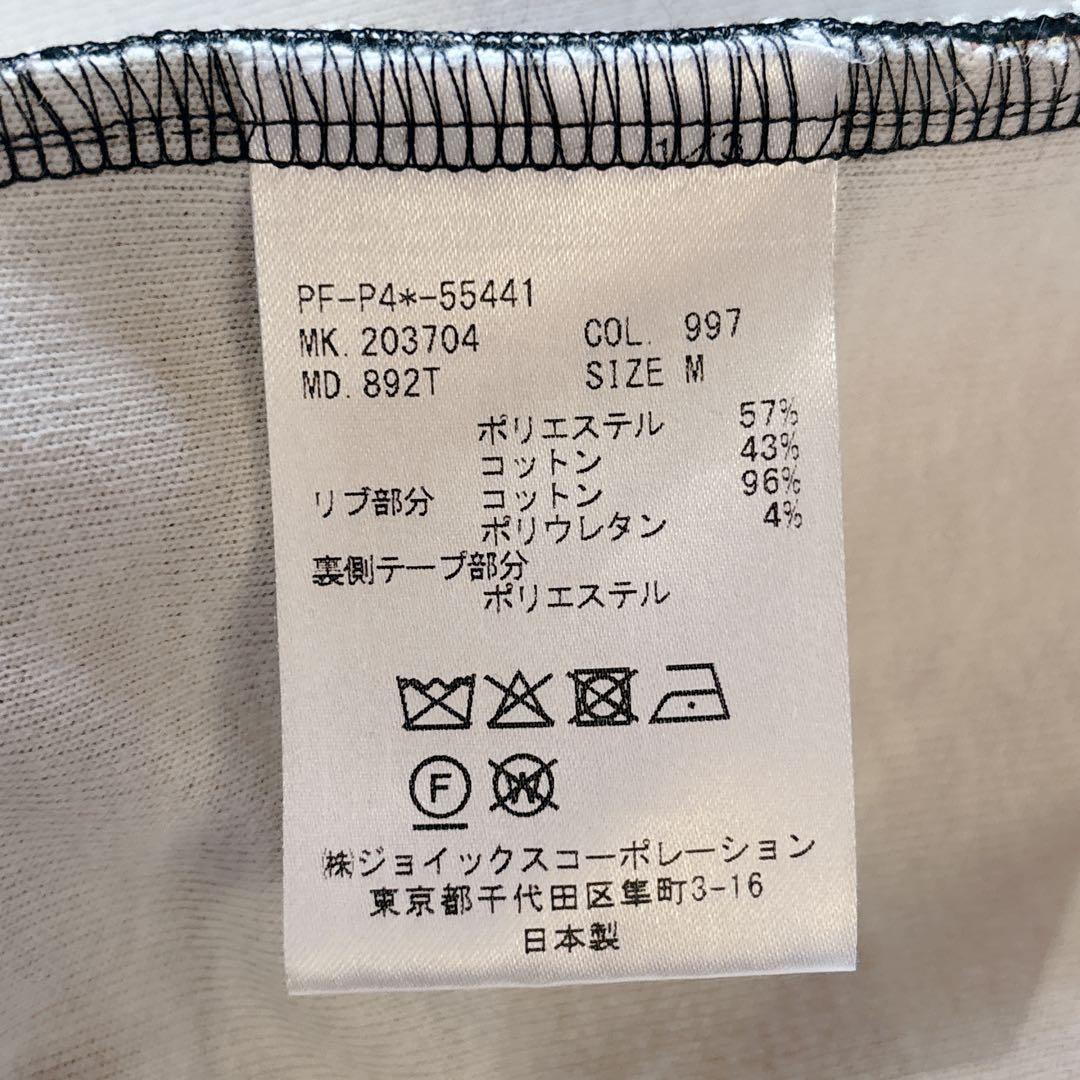 1/3
PF-P4*-55441
MK. 203704 COL. 997
MD. 892T SIZE M
ポリエステル 57%
コットン 43%
リブ部分 コットン 96%
ポリウレタン 4%
裏側テープ部分
ポリエステル
F W
㈱ジョイックスコーポレーション
東京都千代田区隼町3-16
日本製